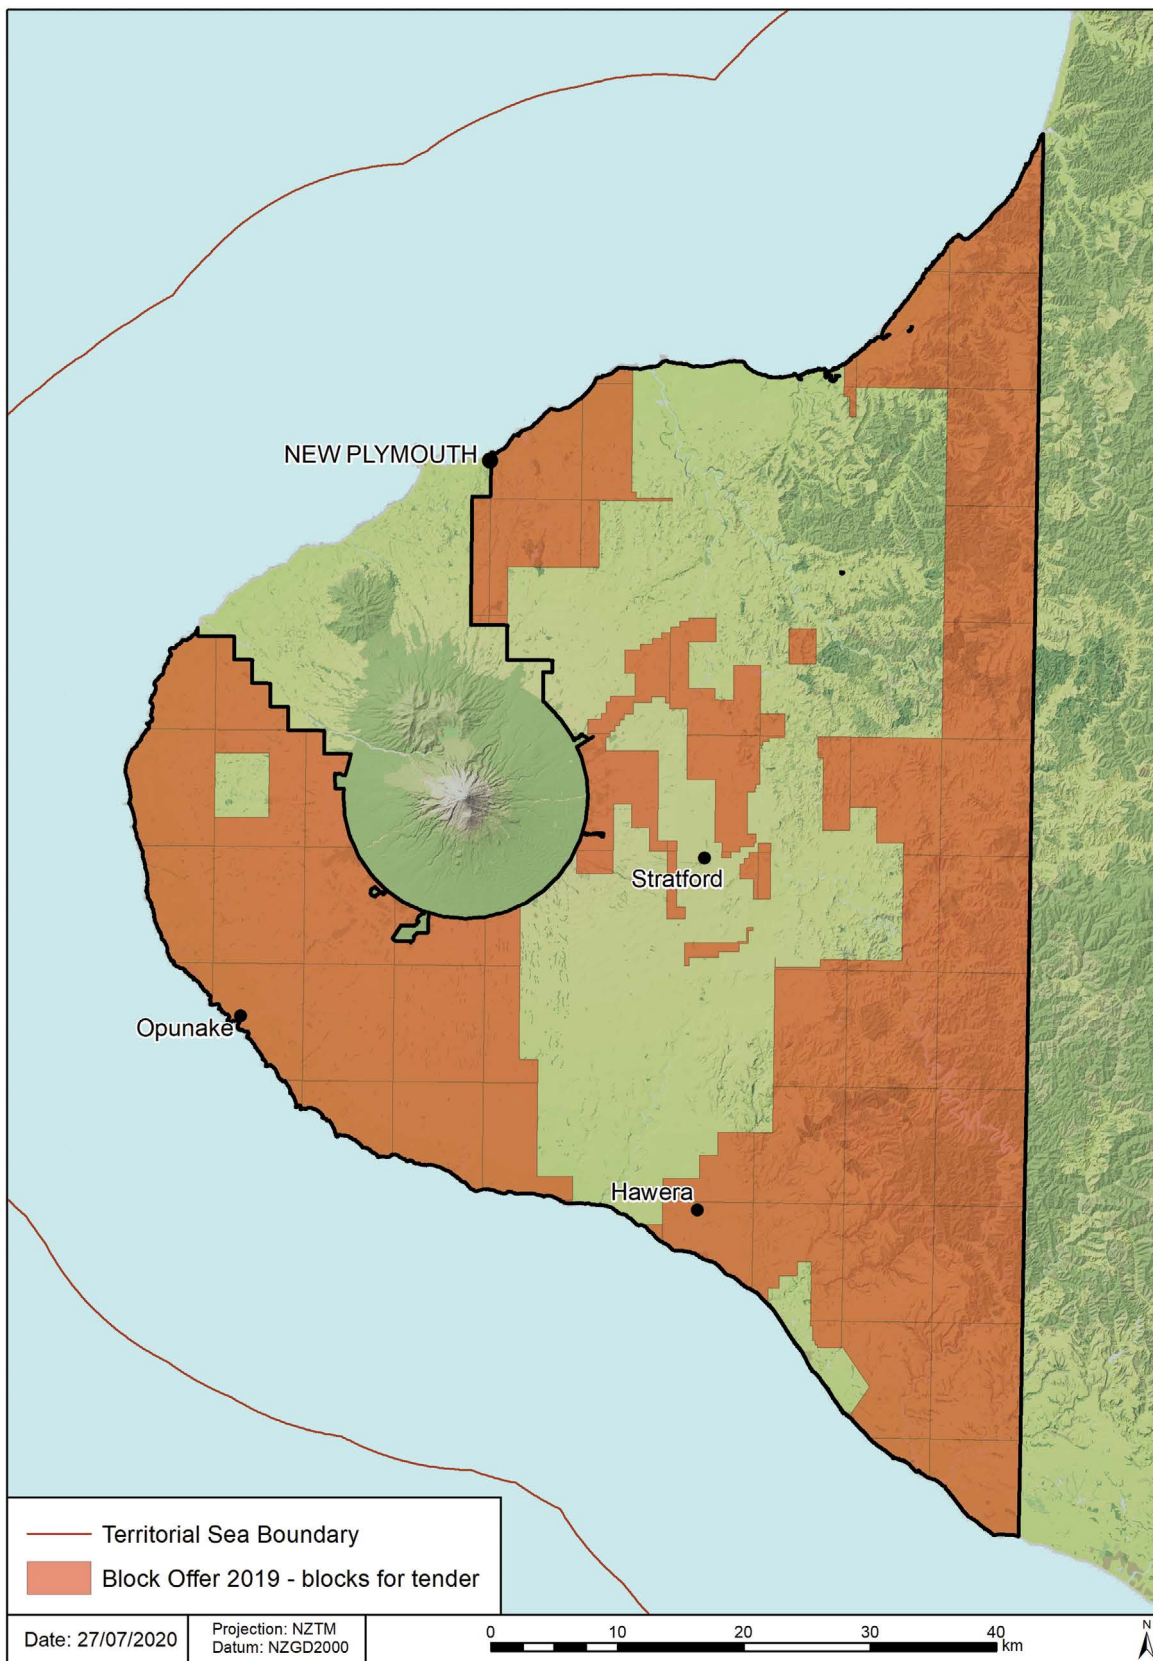 NEW PLYMOUTH
Stratford
Opunake
Hawera
Territorial Sea Boundary
Block Offer 2019 - blocks for tender
Date: 27/07/2020
Projection: NZTM
Datum: NZGD2000
0 10 20 30 40
km
N